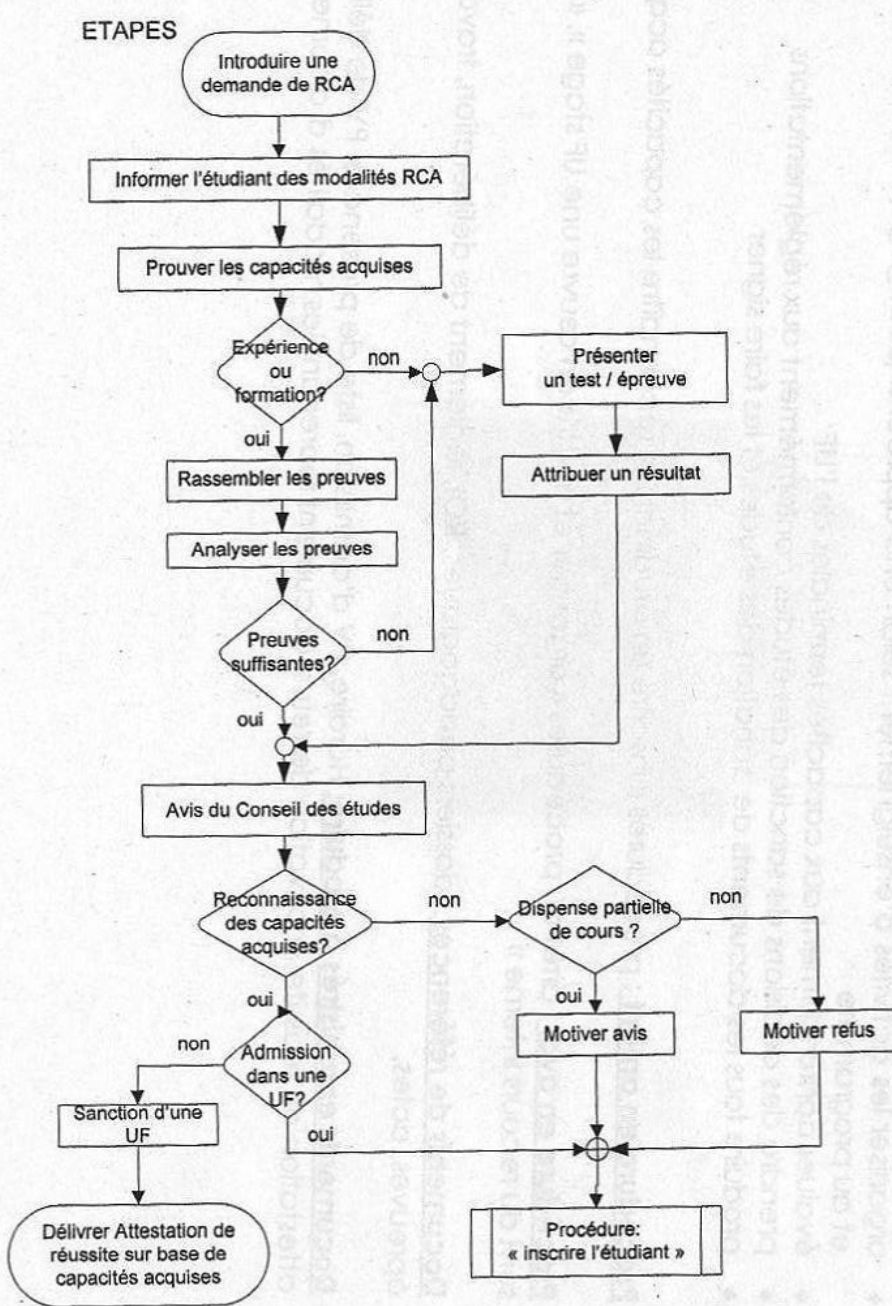 ETAPES
Introduire une
demande de RCA
Informer l'étudiant des modalités RCA
Prouver les capacités acquises
Expérience
ou
formation?
non
oui
Présenter
un test / épreuve
Attribuer un résultat
Rassembler les preuves
Analyser les preuves
Preuves
suffisantes?
non
oui
Avis du Conseil des études
Reconnaissance
des capacités
acquises?
non
oui
Dispense partielle
de cours ?
non
oui
Motiver avis
Motiver refus
Admission
dans une
UF?
non
oui
Sanction d'une
UF
Délivrer Attestation de
réussite sur base de
capacités acquises
Procédure:
« inscrire l'étudiant »